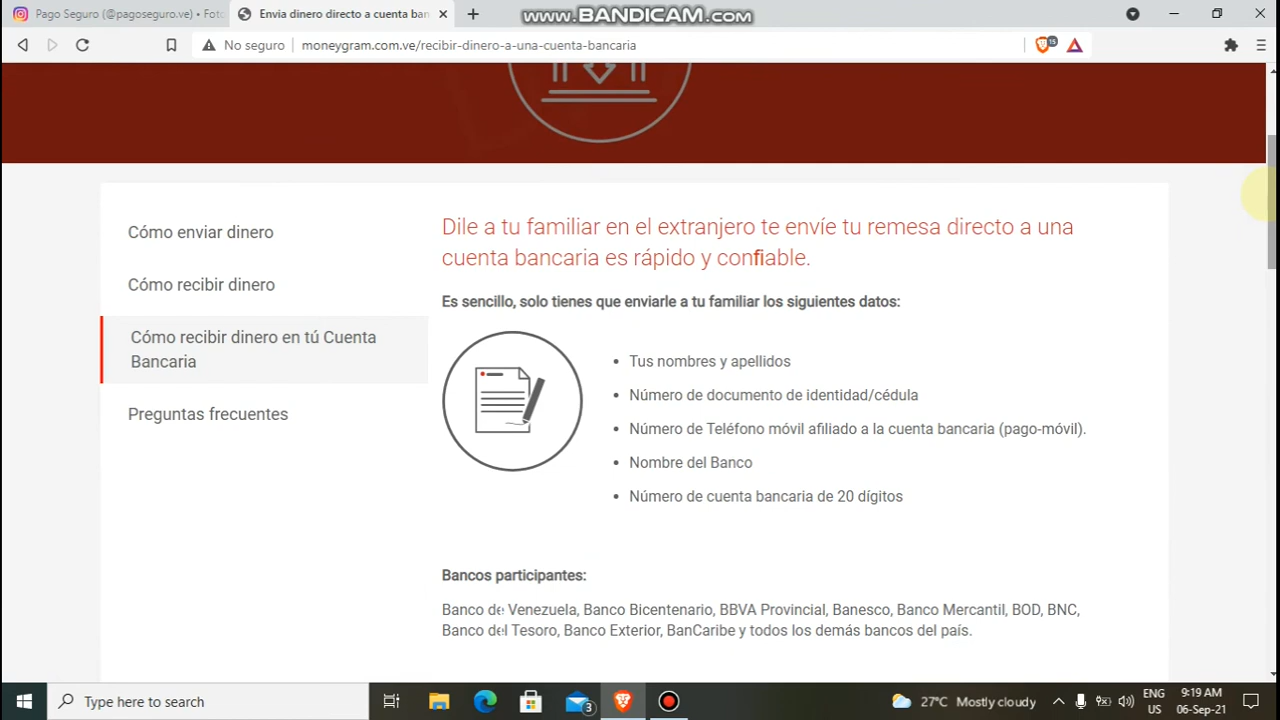 Pago Seguro (@pagoseguro.ve) • Foto
Envia dinero directo a cuenta ban
www.BANDICAM.com
No seguro
moneygram.com.ve/recibir-dinero-a-una-cuenta-bancaria
15
Cómo enviar dinero
Cómo recibir dinero
Cómo recibir dinero en tú Cuenta
Bancaria
Preguntas frecuentes
Dile a tu familiar en el extranjero te envíe tu remesa directo a una
cuenta bancaria es rápido y confiable.
Es sencillo, solo tienes que enviarle a tu familiar los siguientes datos:
• Tus nombres y apellidos
• Número de documento de identidad/cédula
• Número de Teléfono móvil afiliado a la cuenta bancaria (pago-móvil).
• Nombre del Banco
• Número de cuenta bancaria de 20 dígitos
Bancos participantes:
Banco de Venezuela, Banco Bicentenario, BBVA Provincial, Banesco, Banco Mercantil, BOD, BNC,
Banco del Tesoro, Banco Exterior, BanCaribe y todos los demás bancos del país.
Type here to search
3
27°C Mostly cloudy
ENG
US
9:19 AM
06-Sep-21